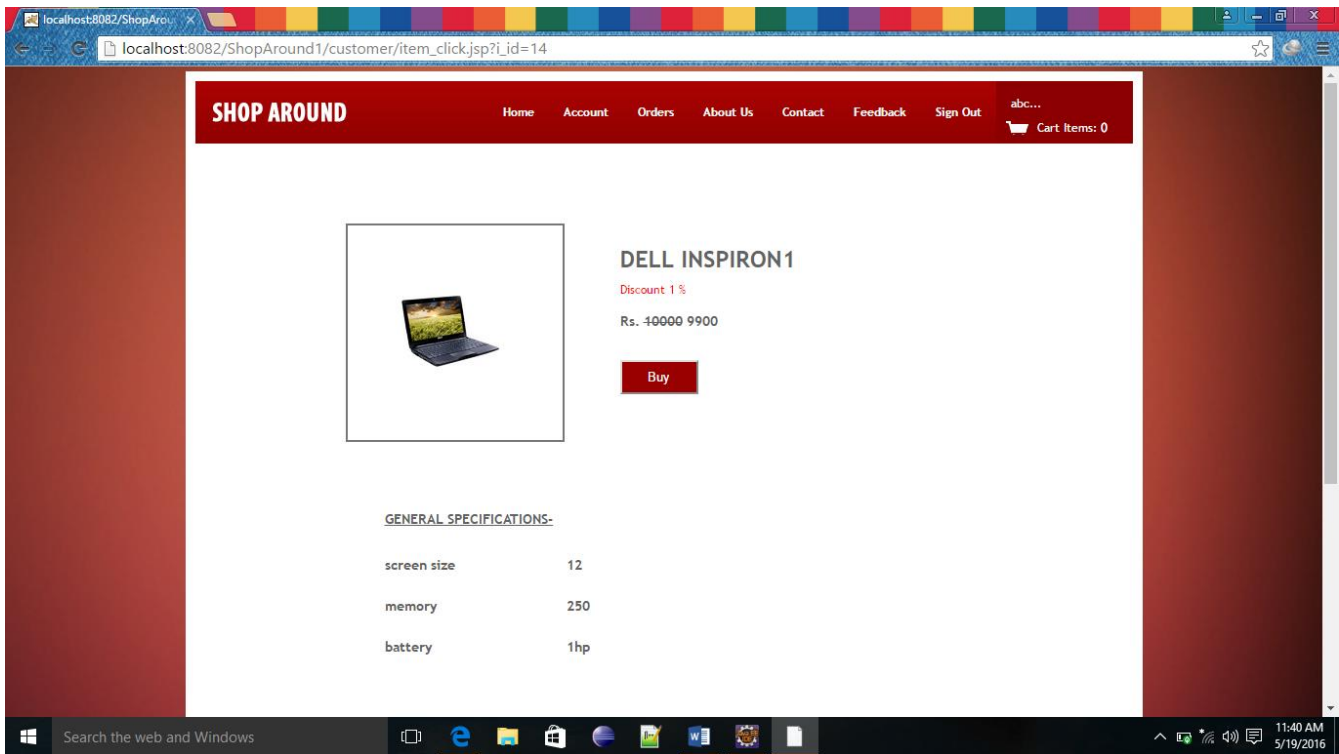 localhost:8082/ShopArou
localhost:8082/ShopAround1/customer/item_click.jsp?i_id=14
SHOP AROUND
Home Account Orders About Us Contact Feedback Sign Out
abc...
Cart Items: 0
DELL INSPIRON1
Discount 1 %
Rs. 10000 9900
Buy
GENERAL SPECIFICATIONS-
screen size 12
memory 250
battery 1hp
Search the web and Windows
11:40 AM
5/19/2016